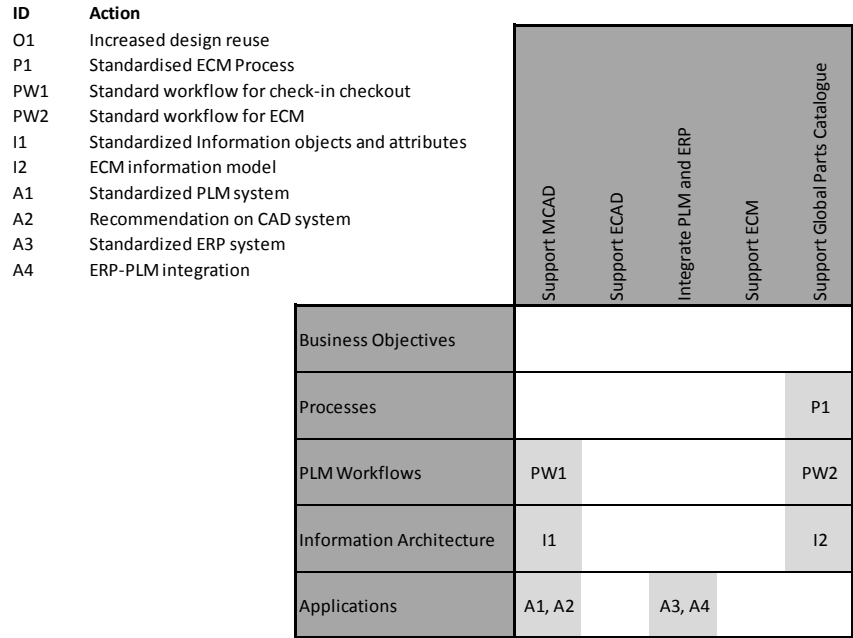 ID Action
O1 Increased design reuse
P1 Standardised ECM Process
PW1 Standard workflow for check-in checkout
PW2 Standard workflow for ECM
I1 Standardized Information objects and attributes
I2 ECM information model
A1 Standardized PLM system
A2 Recommendation on CAD system
A3 Standardized ERP system
A4 ERP-PLM integration
Support MCAD
Support ECAD
Integrate PLM and ERP
Support ECM
Support Global Parts Catalogue
Business Objectives
Processes P1
PLM Workflows PW1 PW2
Information Architecture I1 I2
Applications A1, A2 A3, A4